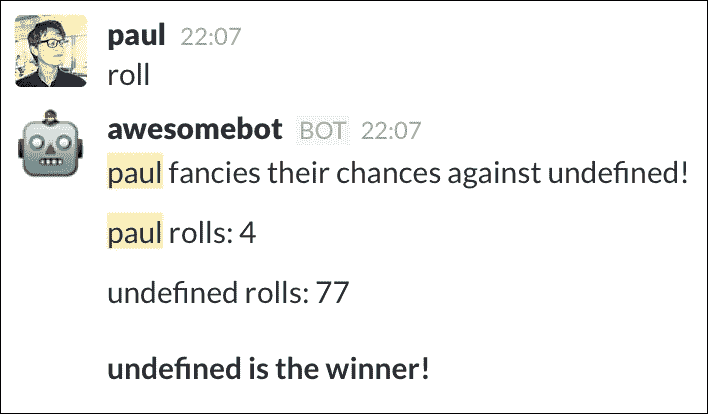 paul 22:07
roll
awesomebot BOT 22:07
paul fancies their chances against undefined!
paul rolls: 4
undefined rolls: 77
undefined is the winner!